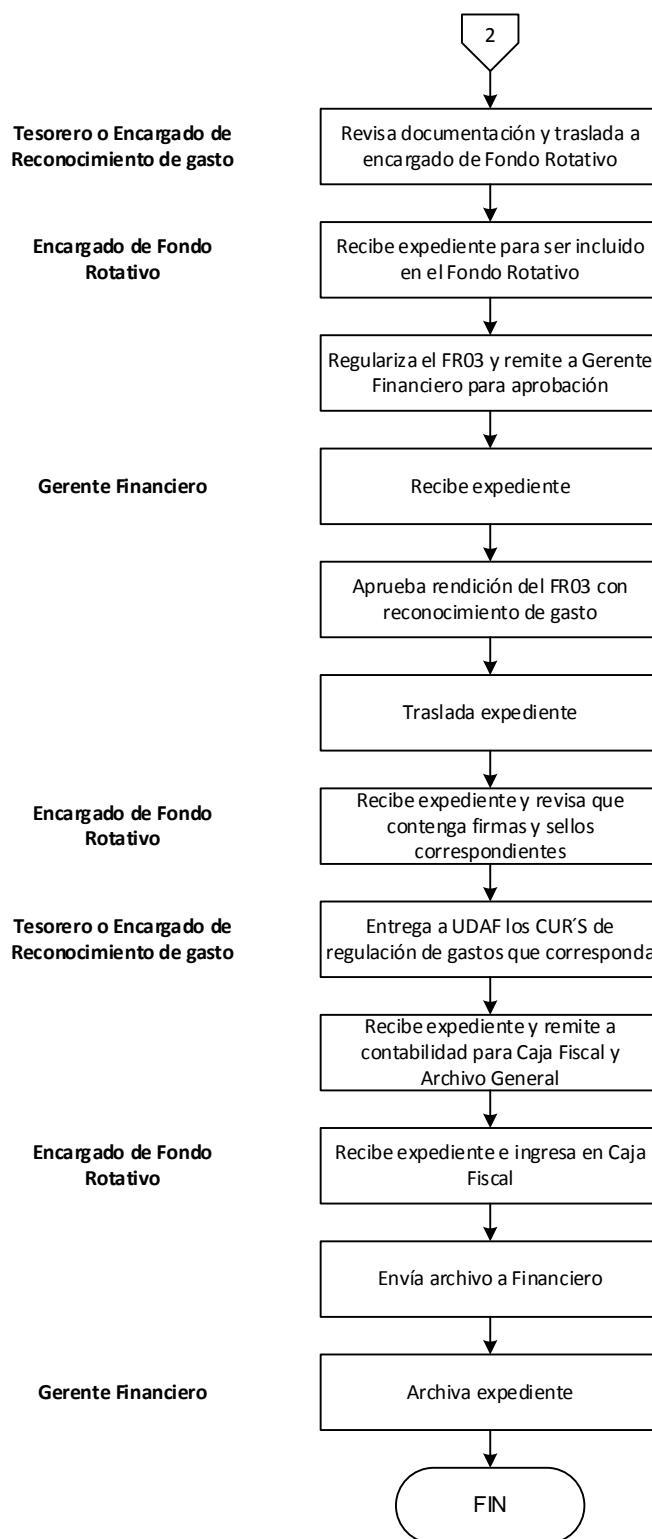 2
Tesorero o Encargado de
Reconocimiento de gasto
Revisa documentación y traslada a
encargado de Fondo Rotativo
Encargado de Fondo
Rotativo
Recibe expediente para ser incluido
en el Fondo Rotativo
Regulariza el FR03 y remite a Gerente
Financiero para aprobación
Gerente Financiero
Recibe expediente
Aprueba rendición del FR03 con
reconocimiento de gasto
Traslada expediente
Encargado de Fondo
Rotativo
Recibe expediente y revisa que
contenga firmas y sellos
correspondientes
Tesorero o Encargado de
Reconocimiento de gasto
Entrega a UDAF los CUR´S de
regulación de gastos que corresponda
Recibe expediente y remite a
contabilidad para Caja Fiscal y
Archivo General
Encargado de Fondo
Rotativo
Recibe expediente e ingresa en Caja
Fiscal
Envía archivo a Financiero
Gerente Financiero
Archiva expediente
FIN